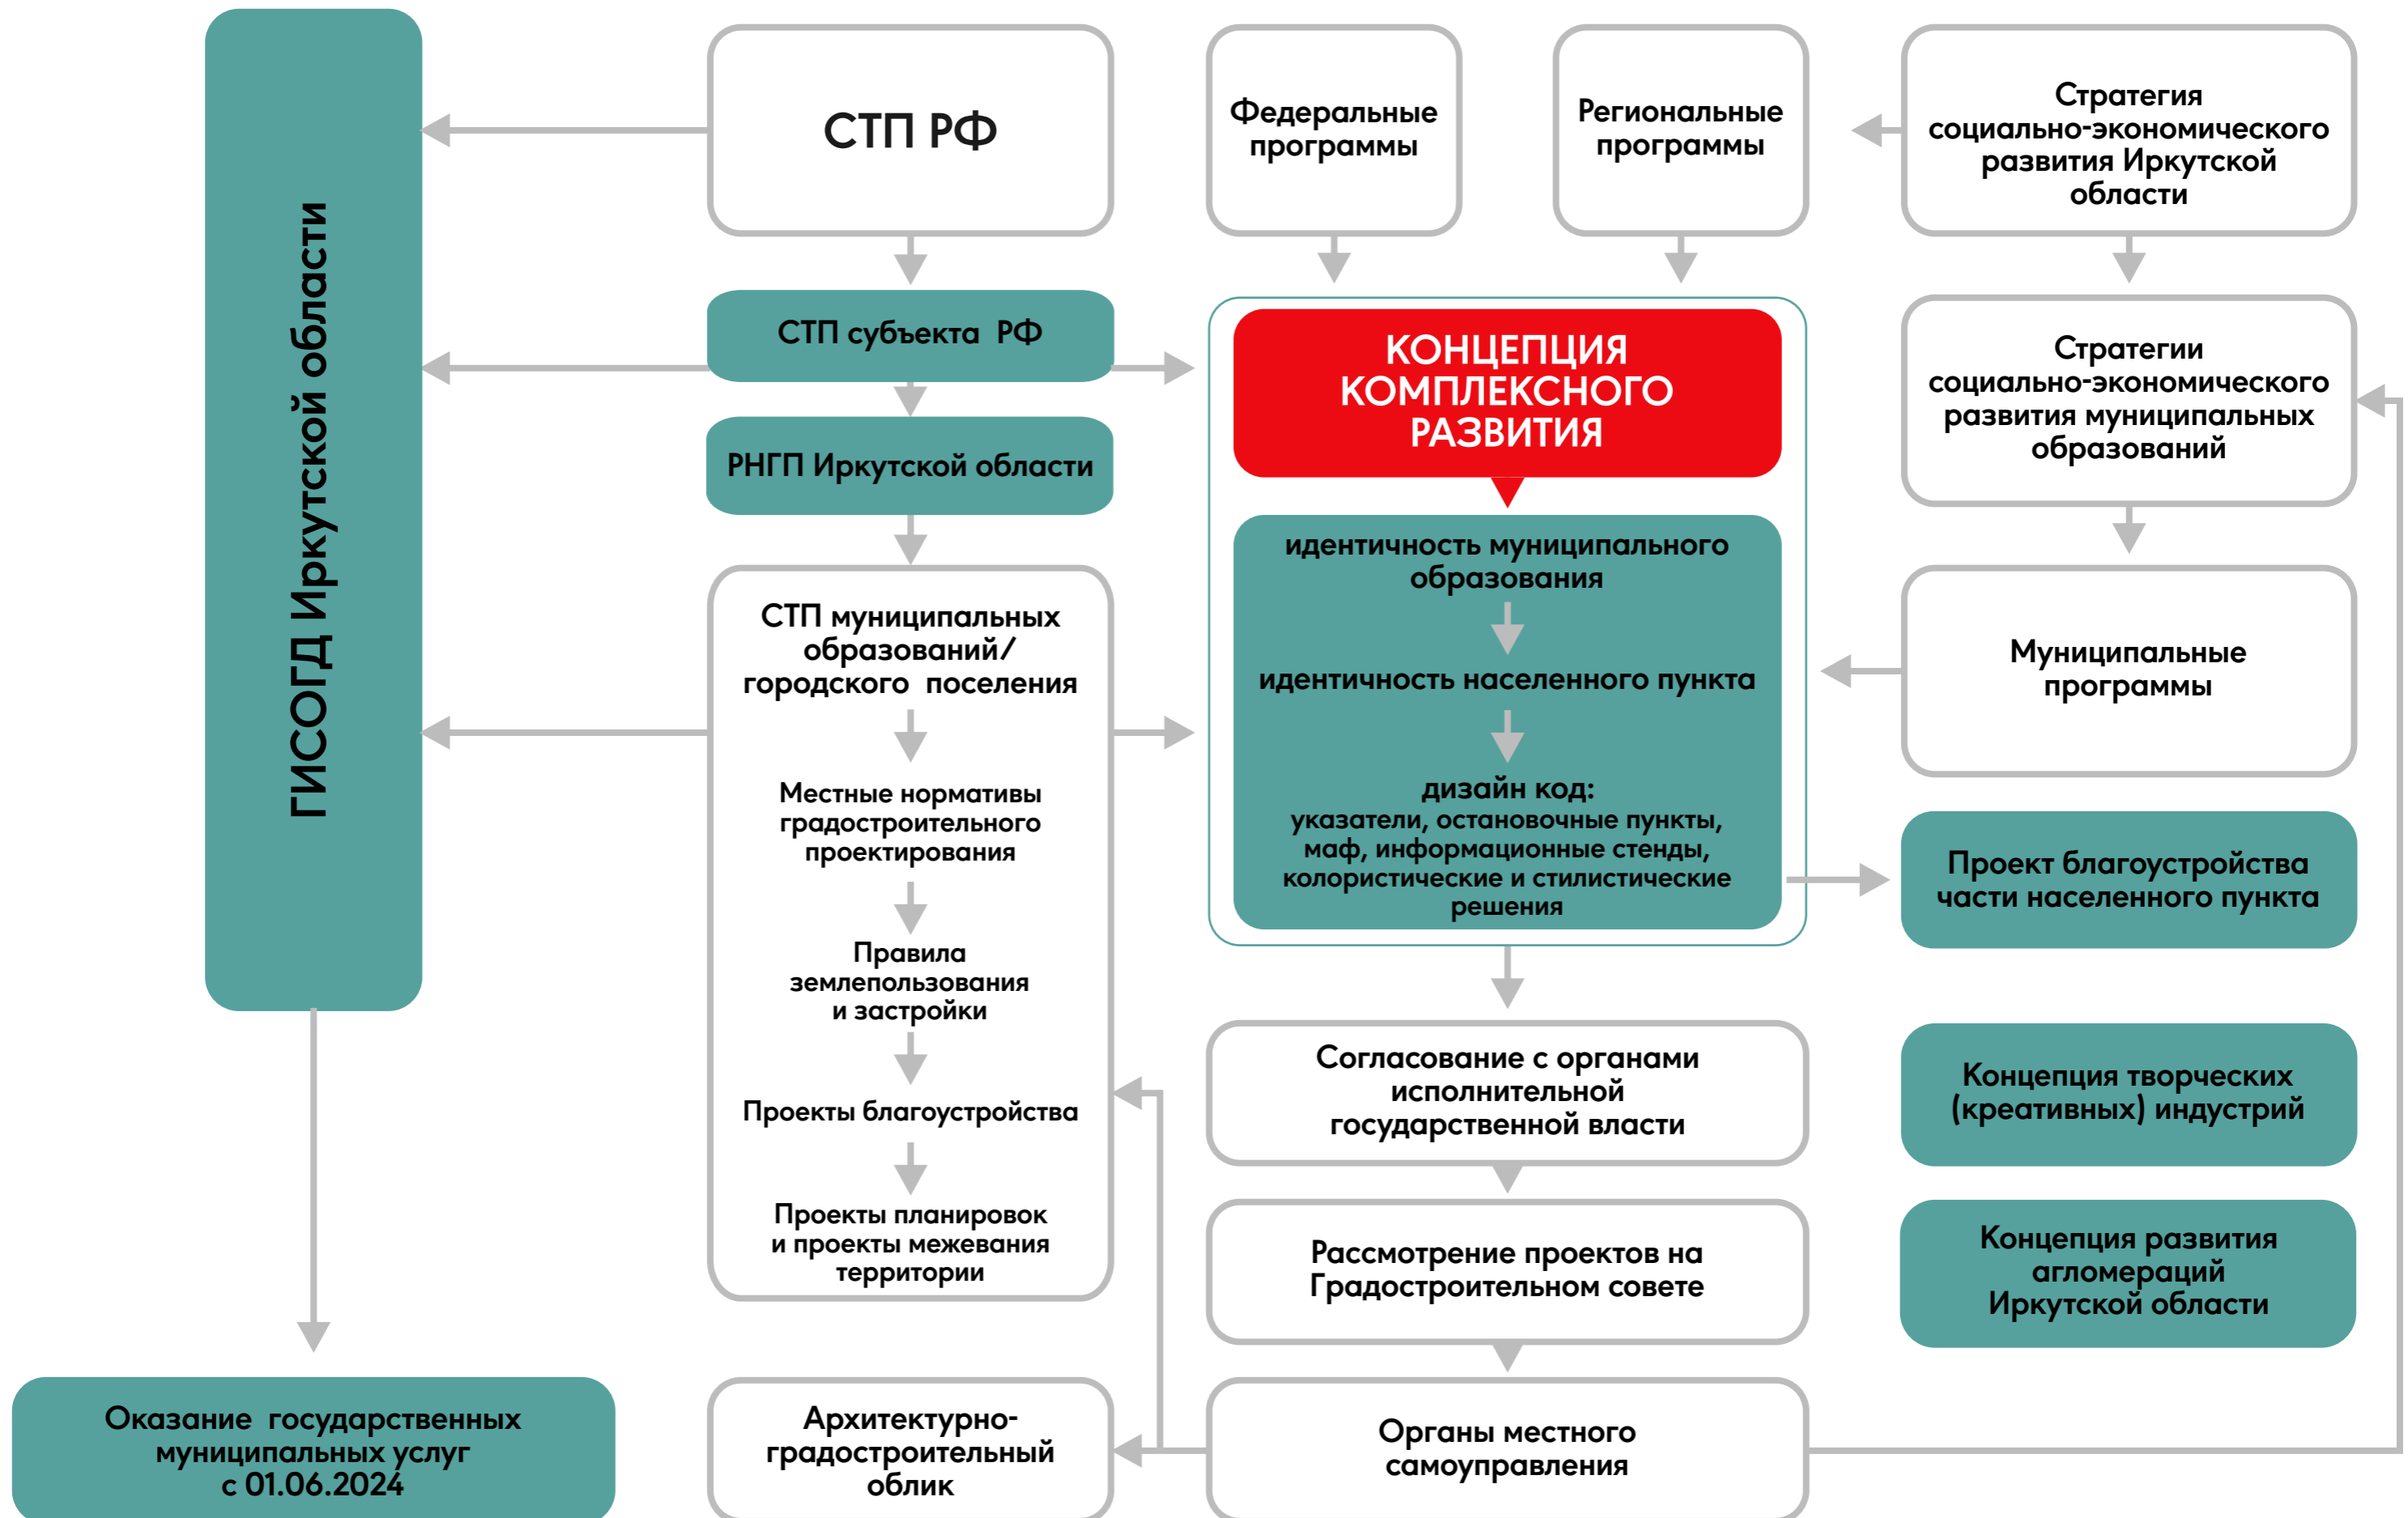 ГИСОГД Иркутской области
Оказание государственных
муниципальных услуг
с 01.06.2024
СТП РФ
СТП субъекта РФ
РНГП Иркутской области
СТП муниципальных
образований/
городского поселения
Местные нормативы
градостроительного
проектирования
Правила
землепользования
и застройки
Проекты благоустройства
Проекты планировок
и проекты межевания
территории
Архитектурно-
градостроительный
облик
Федеральные
программы
Региональные
программы
КОНЦЕПЦИЯ
КОМПЛЕКСНОГО
РАЗВИТИЯ
идентичность муниципального
образования
идентичность населенного пункта
дизайн код:
указатели, остановочные пункты,
маф, информационные стенды,
колористические и стилистические
решения
Согласование с органами
исполнительной
государственной власти
Рассмотрение проектов на
Градостроительном совете
Органы местного
самоуправления
Стратегия
социально-экономического
развития Иркутской
области
Стратегии
социально-экономического
развития муниципальных
образований
Муниципальные
программы
Проект благоустройства
части населенного пункта
Концепция творческих
(креативных) индустрий
Концепция развития
агломераций
Иркутской области